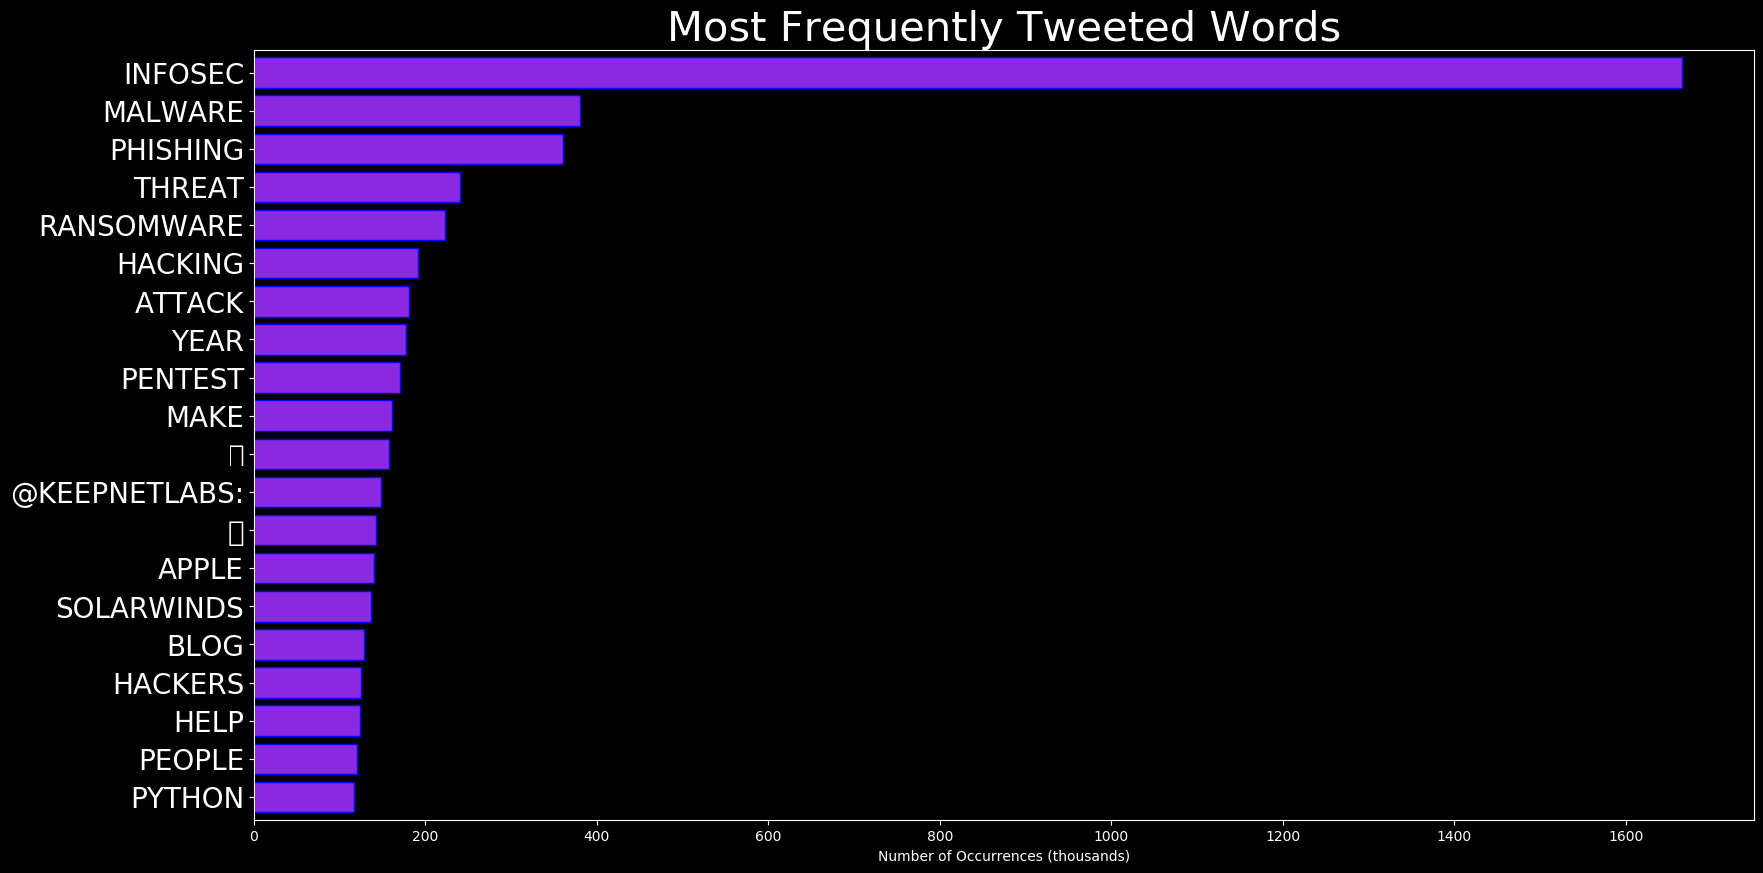 Most Frequently Tweeted Words
INFOSEC
MALWARE
PHISHING
THREAT
RANSOMWARE
HACKING
ATTACK
YEAR
PENTEST
MAKE
@KEEPNETLABS:
APPLE
SOLARWINDS
BLOG
HACKERS
HELP
PEOPLE
PYTHON
0 200 400 600 800 1000 1200 1400 1600
Number of Occurrences (thousands)